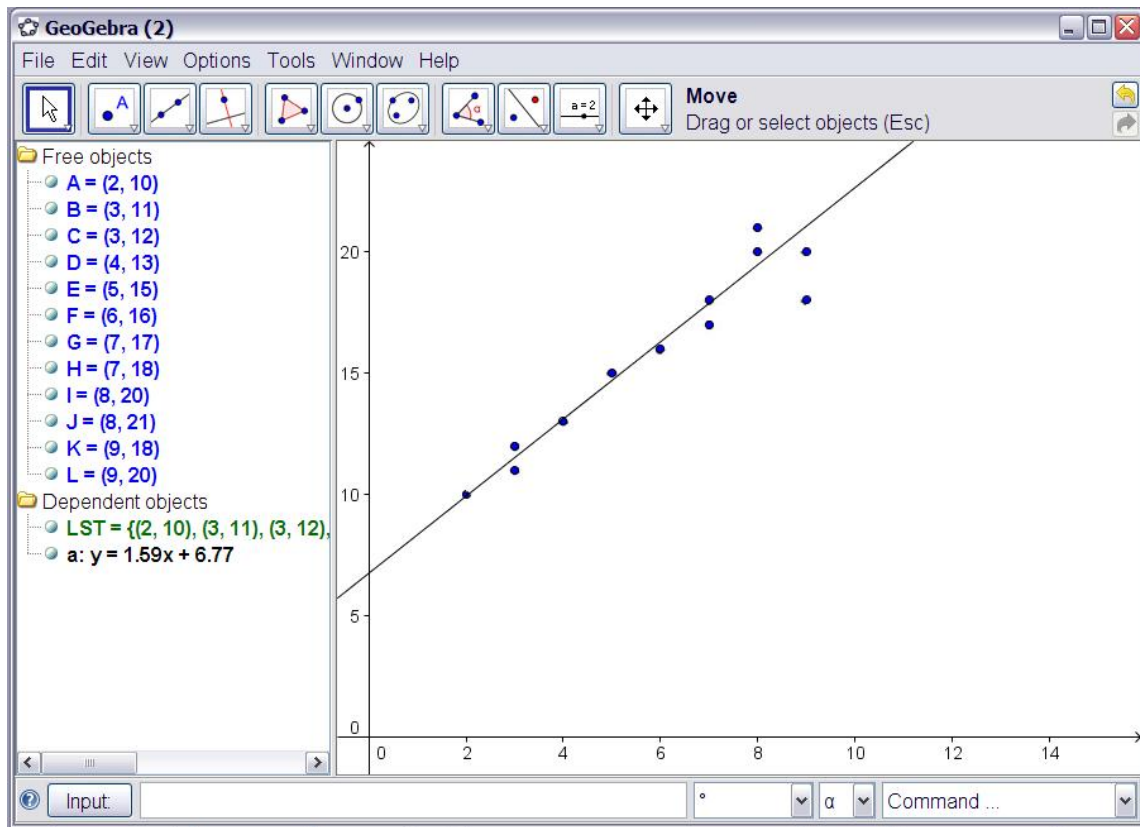 GeoGebra (2)
File Edit View Options Tools Window Help
A
α
a=2
Move
Drag or select objects (Esc)
Free objects
A = (2, 10)
B = (3, 11)
C = (3, 12)
D = (4, 13)
E = (5, 15)
F = (6, 16)
G = (7, 17)
H = (7, 18)
I = (8, 20)
J = (8, 21)
K = (9, 18)
L = (9, 20)
Dependent objects
LST = {(2, 10), (3, 11), (3, 12),
a: y = 1.59x + 6.77
20
15
10
5
0
0 2 4 6 8 10 12 14
? Input: ° α Command ...